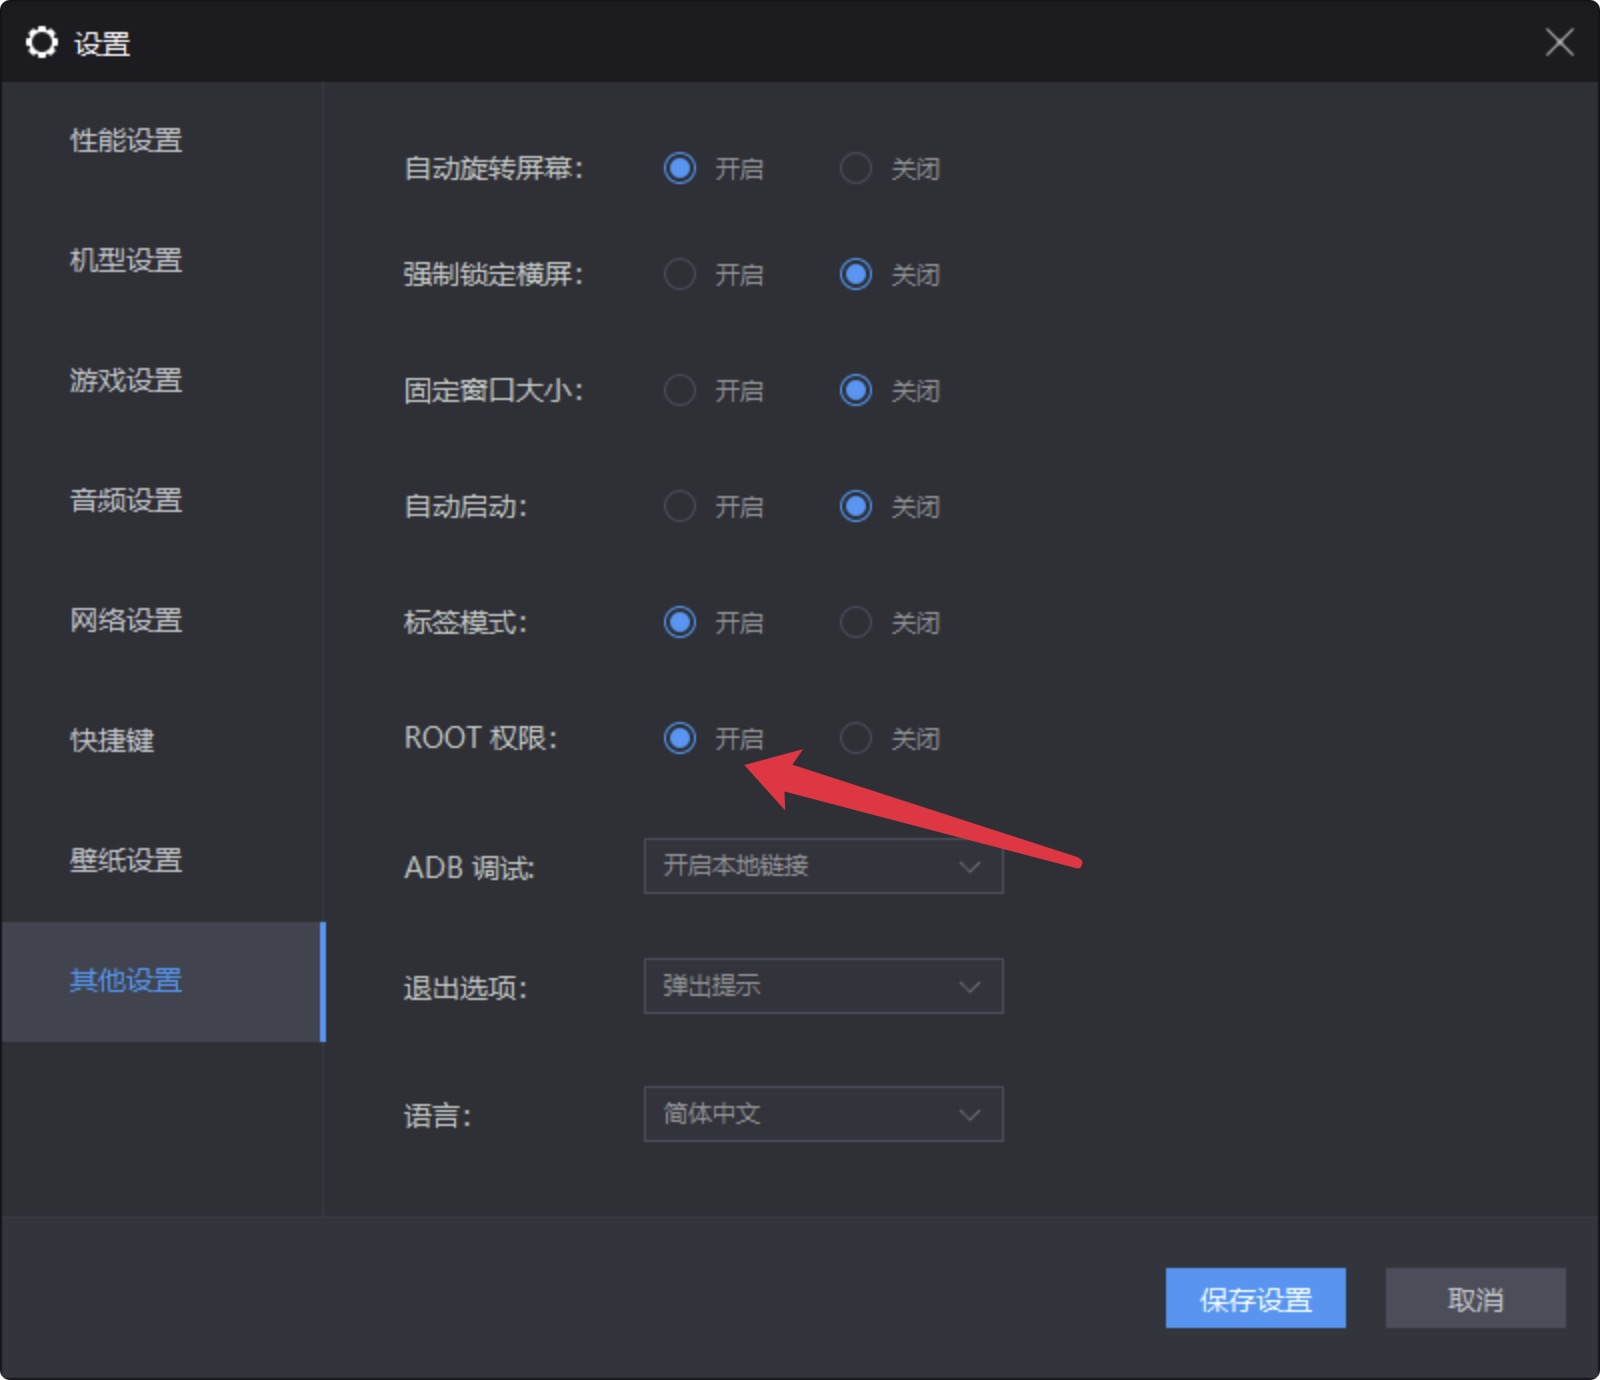 设置
性能设置
机型设置
游戏设置
音频设置
网络设置
快捷键
壁纸设置
其他设置
自动旋转屏幕： 开启 关闭
强制锁定横屏： 开启 关闭
固定窗口大小： 开启 关闭
自动启动： 开启 关闭
标签模式： 开启 关闭
ROOT 权限： 开启 关闭
ADB 调试: 开启本地链接
退出选项： 弹出提示
语言： 简体中文
保存设置 取消